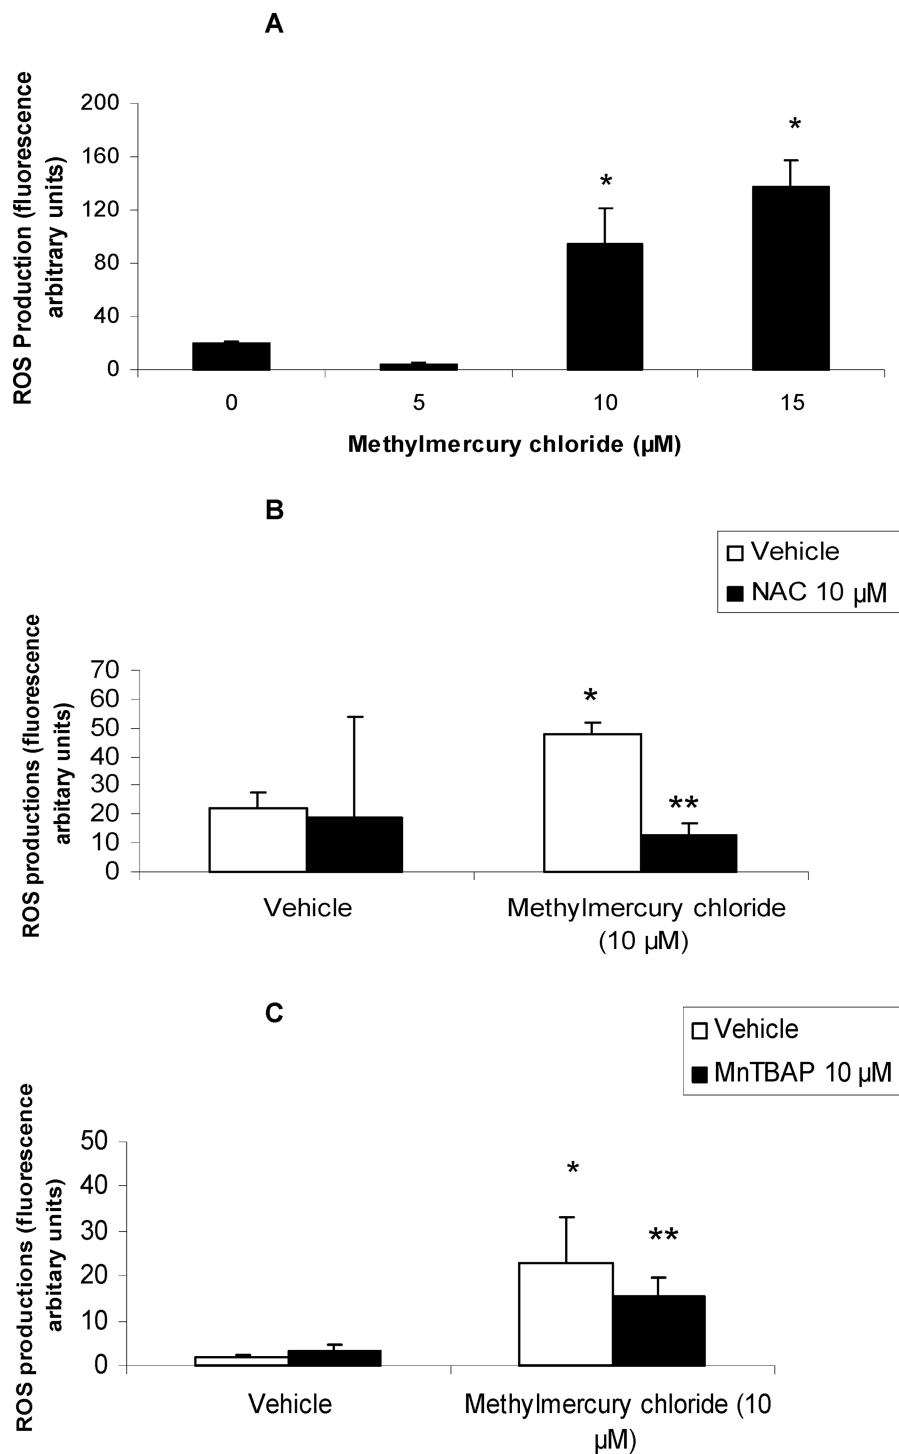 A
ROS Production (fluorescence
arbitrary units)
200
160
120
80
40
0
*
*
0 5 10 15
Methylmercury chloride (µM)
B
Vehicle
NAC 10 µM
ROS productions (fluorescence
arbitary units)
70
60
50
40
30
20
10
0
*
**
Vehicle
Methylmercury chloride
(10 µM)
C
Vehicle
MnTBAP 10 µM
ROS productions (fluorescence
arbitary units)
50
40
30
20
10
0
*
**
Vehicle
Methylmercury chloride (10
µM)